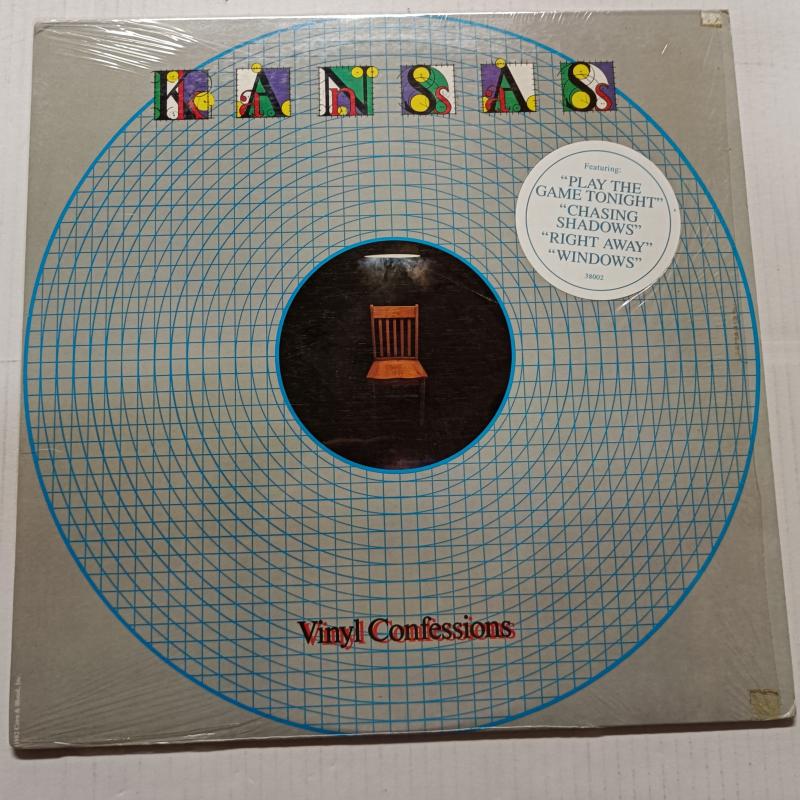 KANSAS
Featuring:
“PLAY THE
GAME TONIGHT”
“CHASING
SHADOWS”
“RIGHT AWAY”
“WINDOWS”
38002
Vinyl Confessions